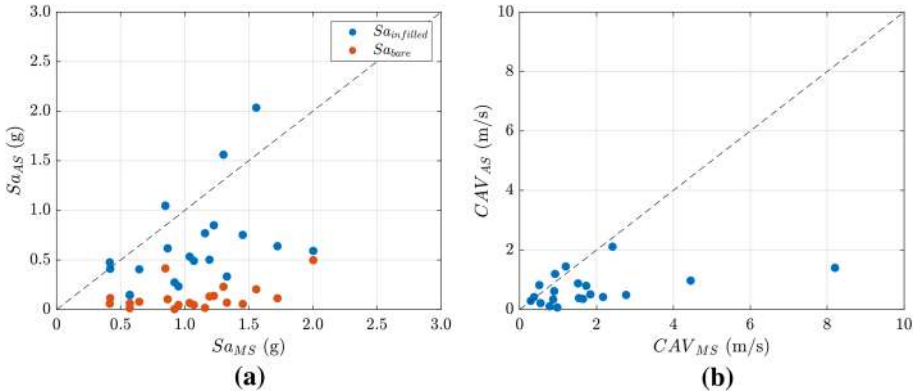 3.0
2.5
2.0
1.5
1.0
0.5
0
Sa_AS (g)
Sa_infilled
Sa_bare
0 0.5 1.0 1.5 2.0 2.5 3.0
Sa_MS (g)
(a)
10
8
6
4
2
0
CAV_AS (m/s)
0 2 4 6 8 10
CAV_MS (m/s)
(b)